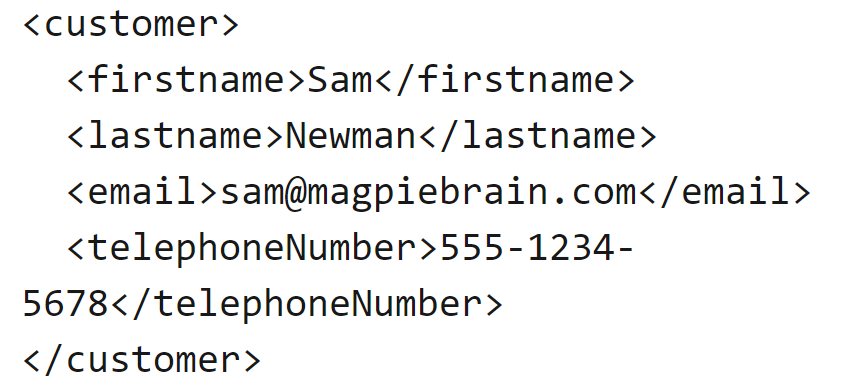 <customer>
  <firstname>Sam</firstname>
  <lastname>Newman</lastname>
  <email>sam@magpiebrain.com</email>
  <telephoneNumber>555-1234-
5678</telephoneNumber>
</customer>